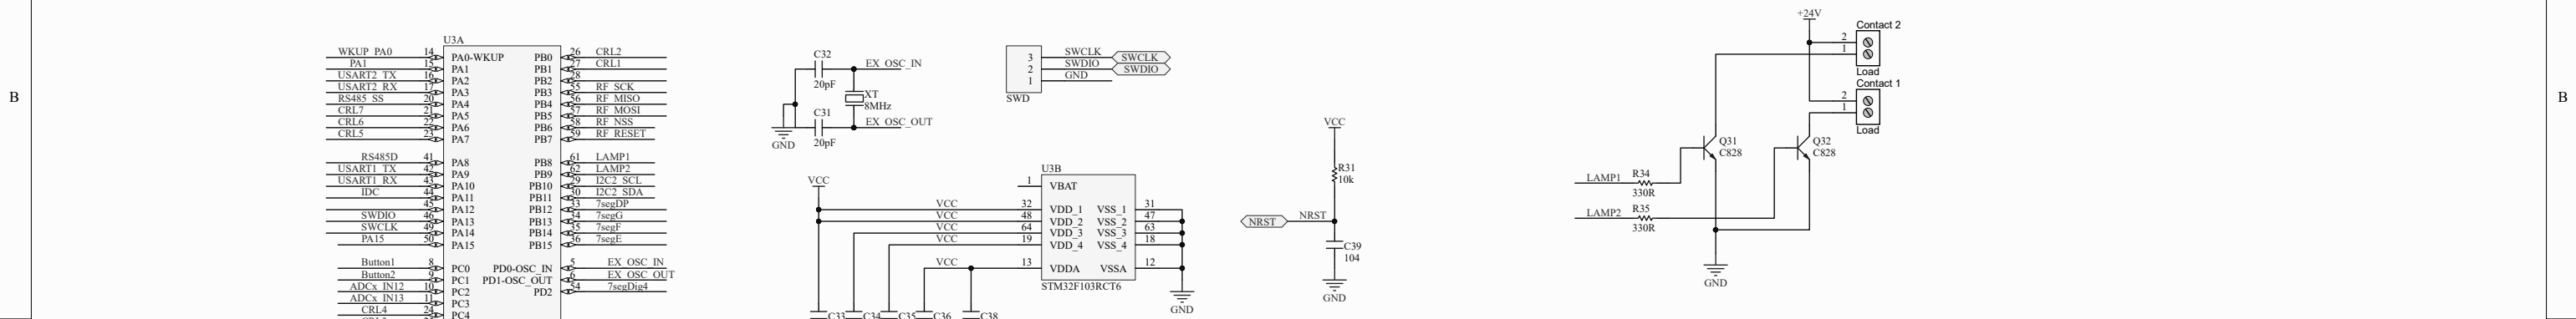 B
U3A
WKUP_PA0 14 PA0-WKUP PB0 26 CRL2
PA1 15 PA1 PB1 27 CRL1
USART2_TX 16 PA2 PB2 28
USART2_RX 17 PA3 PB3 55 RF_SCK
RS485_SS 20 PA4 PB4 56 RF_MISO
CRL7 21 PA5 PB5 57 RF_MOSI
CRL6 22 PA6 PB6 58 RF_NSS
CRL5 23 PA7 PB7 59 RF_RESET
RS485D 41 PA8 PB8 61 LAMP1
USART1_TX 42 PA9 PB9 62 LAMP2
USART1_RX 43 PA10 PB10 29 I2C2_SCL
IDC 44 PA11 PB11 30 I2C2_SDA
45 PA12 PB12 33 7segDP
SWDIO 46 PA13 PB13 34 7segG
SWCLK 49 PA14 PB14 35 7segF
PA15 50 PA15 PB15 36 7segE
Button1 8 PC0 PD0-OSC_IN 5 EX_OSC_IN
Button2 9 PC1 PD1-OSC_OUT 6 EX_OSC_OUT
ADCx_IN12 10 PC2 PD2 54 7segDig4
ADCx_IN13 11 PC3
CRL4 24 PC4
C32
20pF
EX_OSC_IN
XT
8MHz
C31
20pF
EX_OSC_OUT
GND
3 SWCLK SWCLK
2 SWDIO SWDIO
1 GND
SWD
VCC
U3B
1 VBAT
VCC 32 VDD_1 VSS_1 31
VCC 48 VDD_2 VSS_2 47
VCC 64 VDD_3 VSS_3 63
VCC 19 VDD_4 VSS_4 18
VCC 13 VDDA VSSA 12
STM32F103RCT6
GND
C33 C34 C35 C36 C38
VCC
R31
10k
NRST NRST
C39
104
GND
+24V
Contact 2
2
1
Load
Contact 1
2
1
Load
Q31
C828
Q32
C828
LAMP1 R34
330R
LAMP2 R35
330R
GND
B